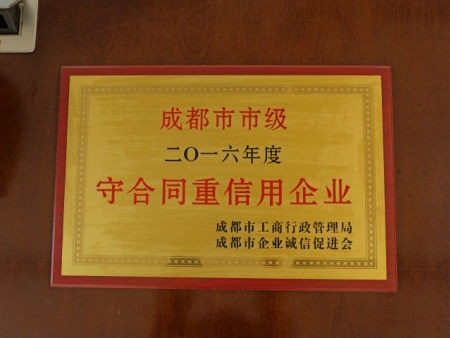 成都市市级
二〇一六年度
守合同重信用企业
成都市工商行政管理局
成都市企业诚信促进会